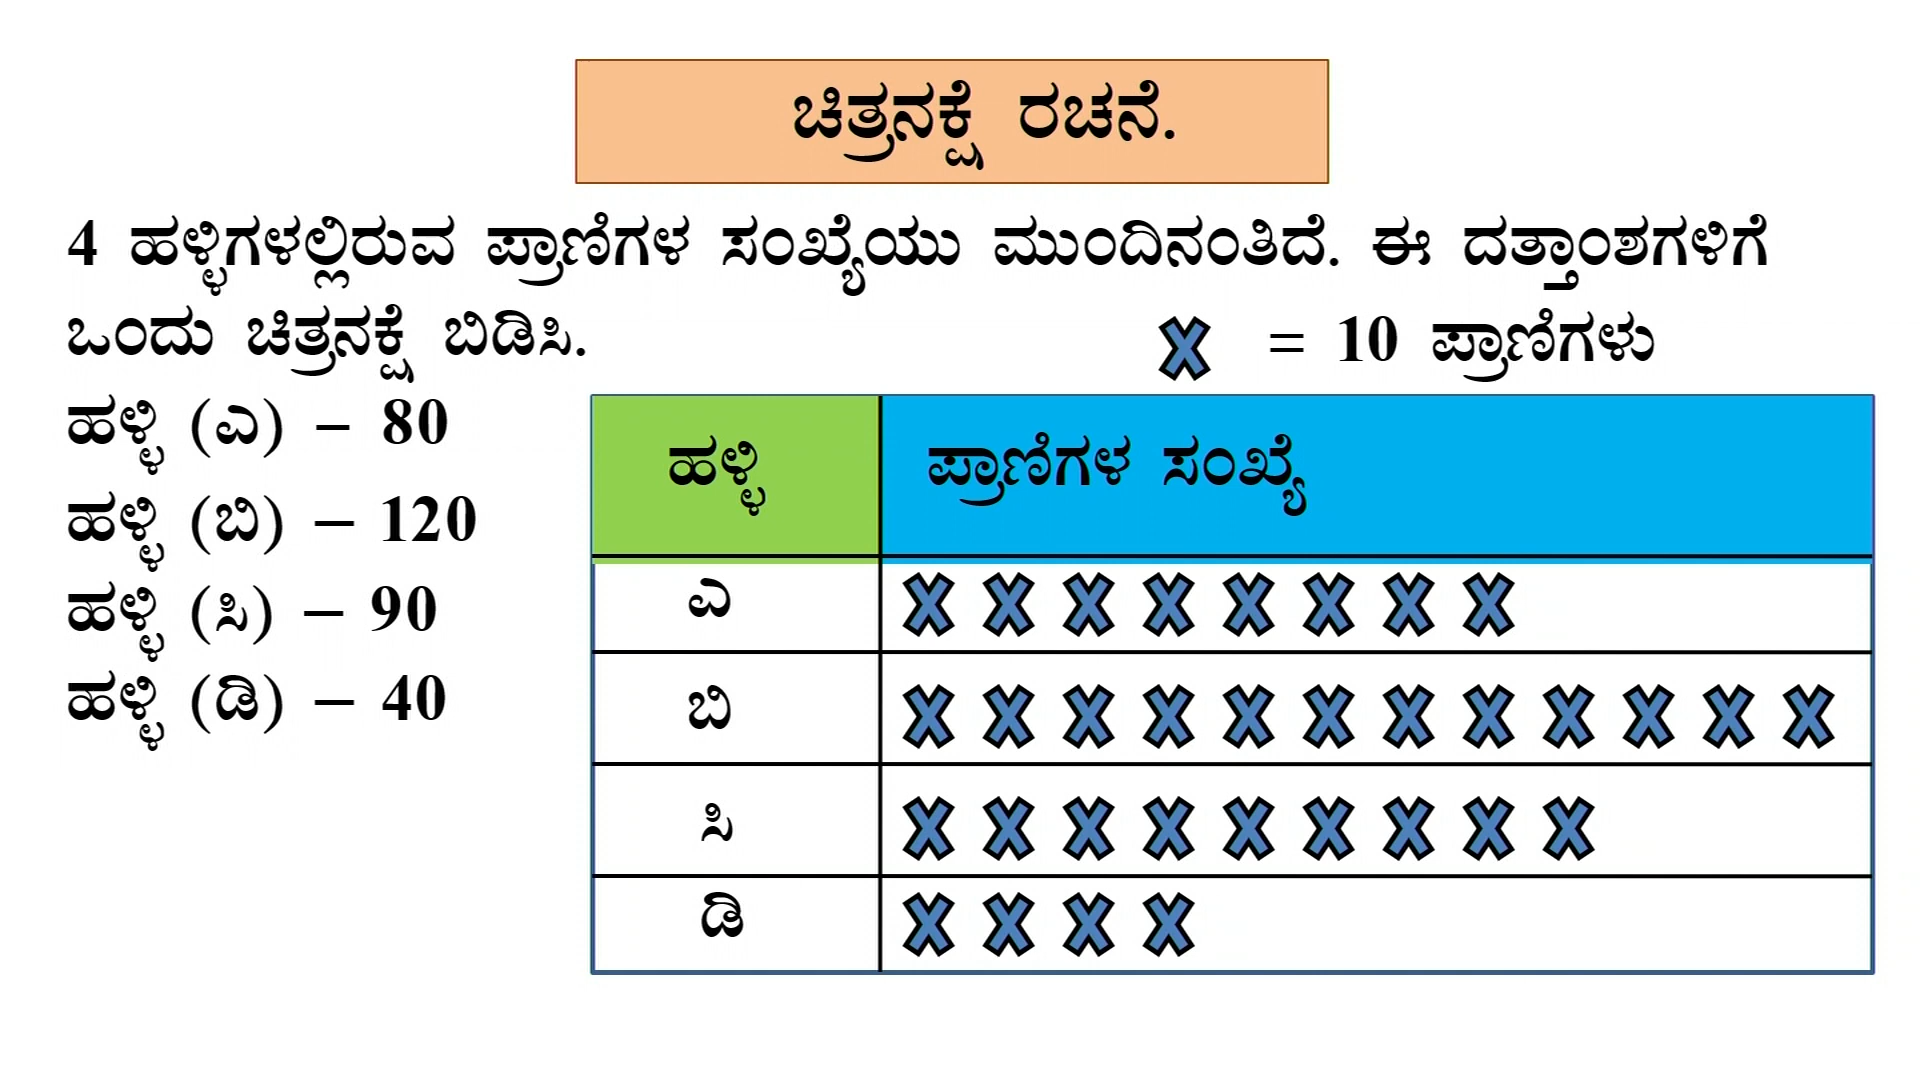 ಚಿತ್ರನಕ್ಷೆ ರಚನೆ.
4 ಹಳ್ಳಿಗಳಲ್ಲಿರುವ ಪ್ರಾಣಿಗಳ ಸಂಖ್ಯೆಯು ಮುಂದಿನಂತಿದೆ. ಈ ದತ್ತಾಂಶಗಳಿಗೆ
ಒಂದು ಚಿತ್ರನಕ್ಷೆ ಬಿಡಿಸಿ.
= 10 ಪ್ರಾಣಿಗಳು
ಹಳ್ಳಿ (ಎ) – 80
ಹಳ್ಳಿ (ಬಿ) – 120
ಹಳ್ಳಿ (ಸಿ) – 90
ಹಳ್ಳಿ (ಡಿ) – 40
ಹಳ್ಳಿ ಪ್ರಾಣಿಗಳ ಸಂಖ್ಯೆ
ಎ
ಬಿ
ಸಿ
ಡಿ